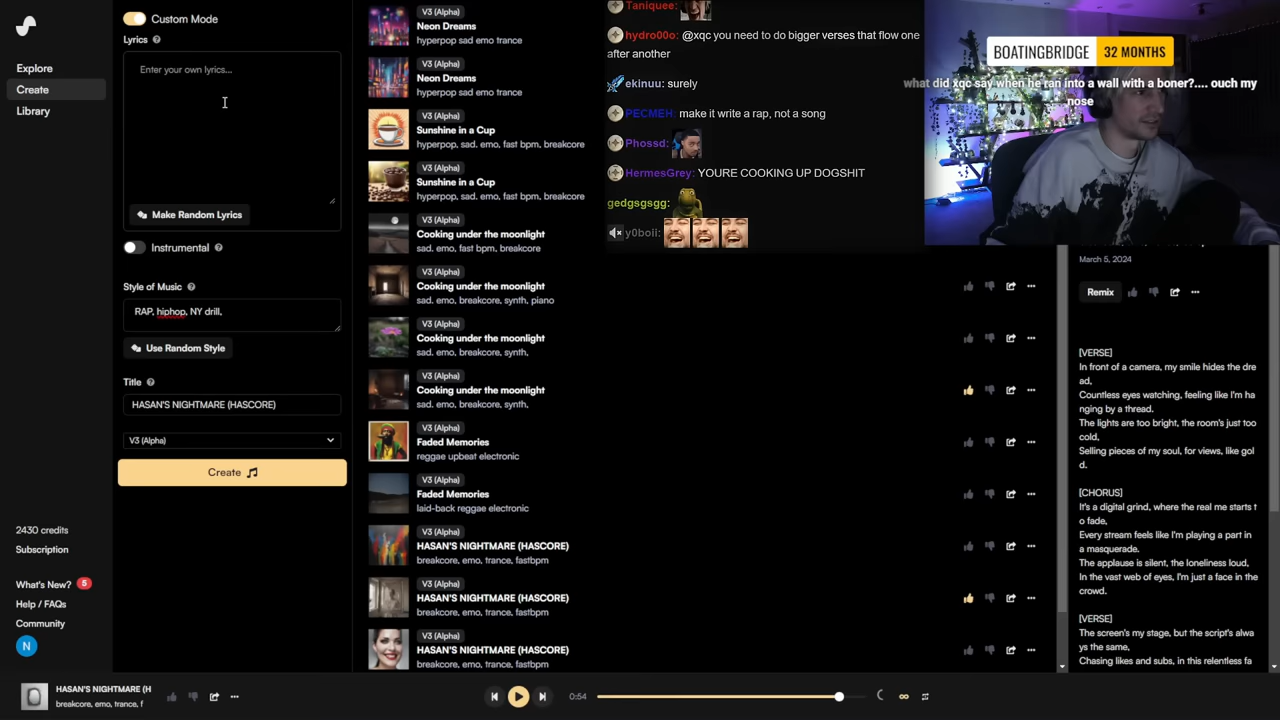 Explore
Create
Library
2430 credits
Subscription
What's New? 5
Help / FAQs
Community
N
Custom Mode
Lyrics
Enter your own lyrics...
Make Random Lyrics
Instrumental
Style of Music
RAP, hiphop, NY drill,
Use Random Style
Title
HASAN'S NIGHTMARE (HASCORE)
V3 (Alpha)
Create
V3 (Alpha)
Neon Dreams
hyperpop sad emo trance
V3 (Alpha)
Neon Dreams
hyperpop sad emo trance
V3 (Alpha)
Sunshine in a Cup
hyperpop, sad, emo, fast bpm, breakcore
V3 (Alpha)
Sunshine in a Cup
hyperpop, sad, emo, fast bpm, breakcore
V3 (Alpha)
Cooking under the moonlight
sad, emo, fast bpm, breakcore
V3 (Alpha)
Cooking under the moonlight
sad, emo, breakcore, synth, piano
V3 (Alpha)
Cooking under the moonlight
sad, emo, breakcore, synth,
V3 (Alpha)
Cooking under the moonlight
sad, emo, breakcore, synth,
V3 (Alpha)
Faded Memories
reggae upbeat electronic
V3 (Alpha)
Faded Memories
laid-back reggae electronic
V3 (Alpha)
HASAN'S NIGHTMARE (HASCORE)
breakcore, emo, trance, fastbpm
V3 (Alpha)
HASAN'S NIGHTMARE (HASCORE)
breakcore, emo, trance, fastbpm
V3 (Alpha)
HASAN'S NIGHTMARE (HASCORE)
breakcore, emo, trance, fastbpm
Taniquee:
hydro00o: @xqc you need to do bigger verses that flow one
after another
ekinuu: surely
PECMEH: make it write a rap, not a song
Phossd:
HermesGrey: YOURE COOKING UP DOGSHIT
gedgsgsgg:
y0boii:
BOATINGBRIDGE 32 MONTHS
what did xqc say when he ran into a wall with a boner?.... ouch my
nose
March 5, 2024
Remix
[VERSE]
In front of a camera, my smile hides the dre
ad,
Countless eyes watching, feeling like I'm ha
nging by a thread.
The lights are too bright, the room's just too
cold,
Selling pieces of my soul, for views, like gol
d.
[CHORUS]
It's a digital grind, where the real me starts t
o fade,
Every stream feels like I'm playing a part in
a masquerade.
The applause is silent, the loneliness loud,
In the vast web of eyes, I'm just a face in the
crowd.
[VERSE]
The screen's my stage, but the script's alwa
ys the same,
Chasing likes and subs, in this relentless fa
HASAN'S NIGHTMARE (H
breakcore, emo, trance, f
0:54